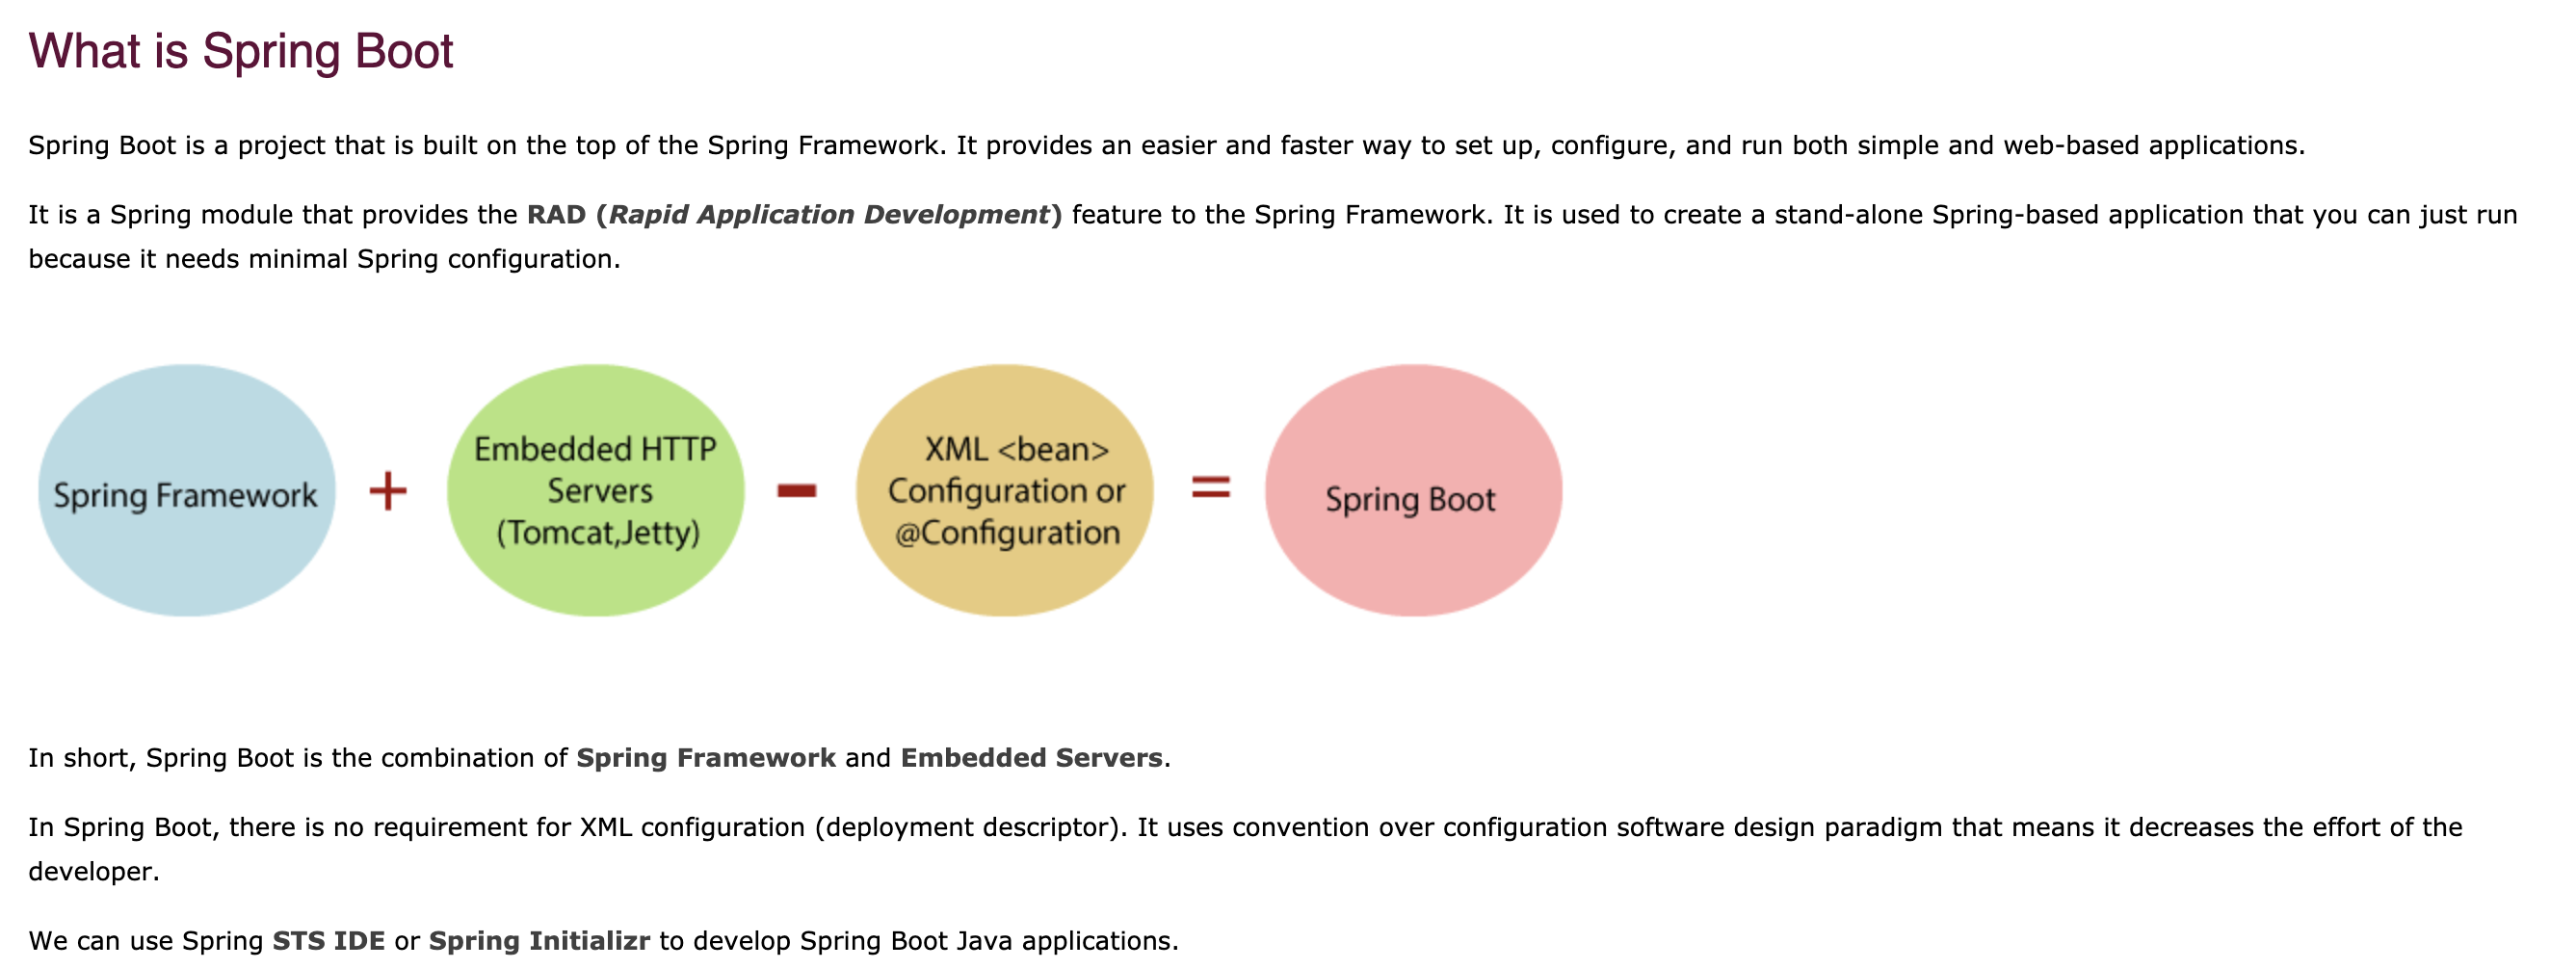 What is Spring Boot
Spring Boot is a project that is built on the top of the Spring Framework. It provides an easier and faster way to set up, configure, and run both simple and web-based applications.
It is a Spring module that provides the RAD (Rapid Application Development) feature to the Spring Framework. It is used to create a stand-alone Spring-based application that you can just run
because it needs minimal Spring configuration.
Spring Framework
+
Embedded HTTP
Servers
(Tomcat,Jetty)
-
XML <bean>
Configuration or
@Configuration
=
Spring Boot
In short, Spring Boot is the combination of Spring Framework and Embedded Servers.
In Spring Boot, there is no requirement for XML configuration (deployment descriptor). It uses convention over configuration software design paradigm that means it decreases the effort of the
developer.
We can use Spring STS IDE or Spring Initializr to develop Spring Boot Java applications.